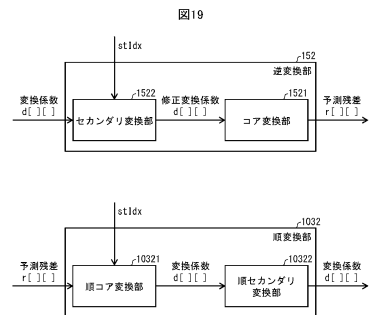 図19
stIdx
152
逆変換部
変換係数
d[ ][ ]
1522
セカンダリ変換部
修正変換係数
d[ ][ ]
1521
コア変換部
予測残差
r[ ][ ]
stIdx
1032
順変換部
予測残差
r[ ][ ]
10321
順コア変換部
変換係数
d[ ][ ]
10322
順セカンダリ
変換部
変換係数
d[ ][ ]